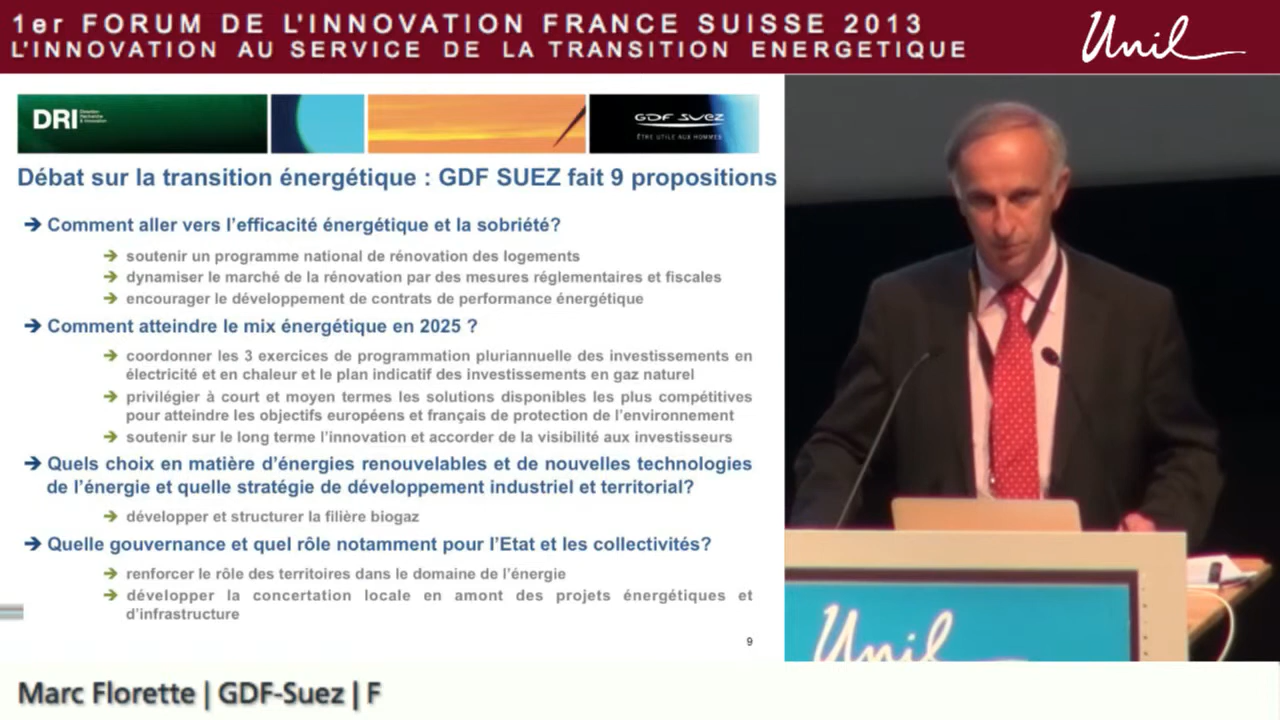 1er FORUM DE L'INNOVATION FRANCE SUISSE 2013
L'INNOVATION AU SERVICE DE LA TRANSITION ENERGETIQUE
Unil
DRI
GDF SUEZ
ÊTRE UTILE AUX HOMMES
Débat sur la transition énergétique : GDF SUEZ fait 9 propositions
➔ Comment aller vers l’efficacité énergétique et la sobriété?
➔ soutenir un programme national de rénovation des logements
➔ dynamiser le marché de la rénovation par des mesures réglementaires et fiscales
➔ encourager le développement de contrats de performance énergétique
➔ Comment atteindre le mix énergétique en 2025 ?
➔ coordonner les 3 exercices de programmation pluriannuelle des investissements en
électricité et en chaleur et le plan indicatif des investissements en gaz naturel
➔ privilégier à court et moyen termes les solutions disponibles les plus compétitives
pour atteindre les objectifs européens et français de protection de l’environnement
➔ soutenir sur le long terme l’innovation et accorder de la visibilité aux investisseurs
➔ Quels choix en matière d’énergies renouvelables et de nouvelles technologies
de l’énergie et quelle stratégie de développement industriel et territorial?
➔ développer et structurer la filière biogaz
➔ Quelle gouvernance et quel rôle notamment pour l’Etat et les collectivités?
➔ renforcer le rôle des territoires dans le domaine de l’énergie
➔ développer la concertation locale en amont des projets énergétiques et
d’infrastructure
9
Unil
Marc Florette | GDF-Suez | F